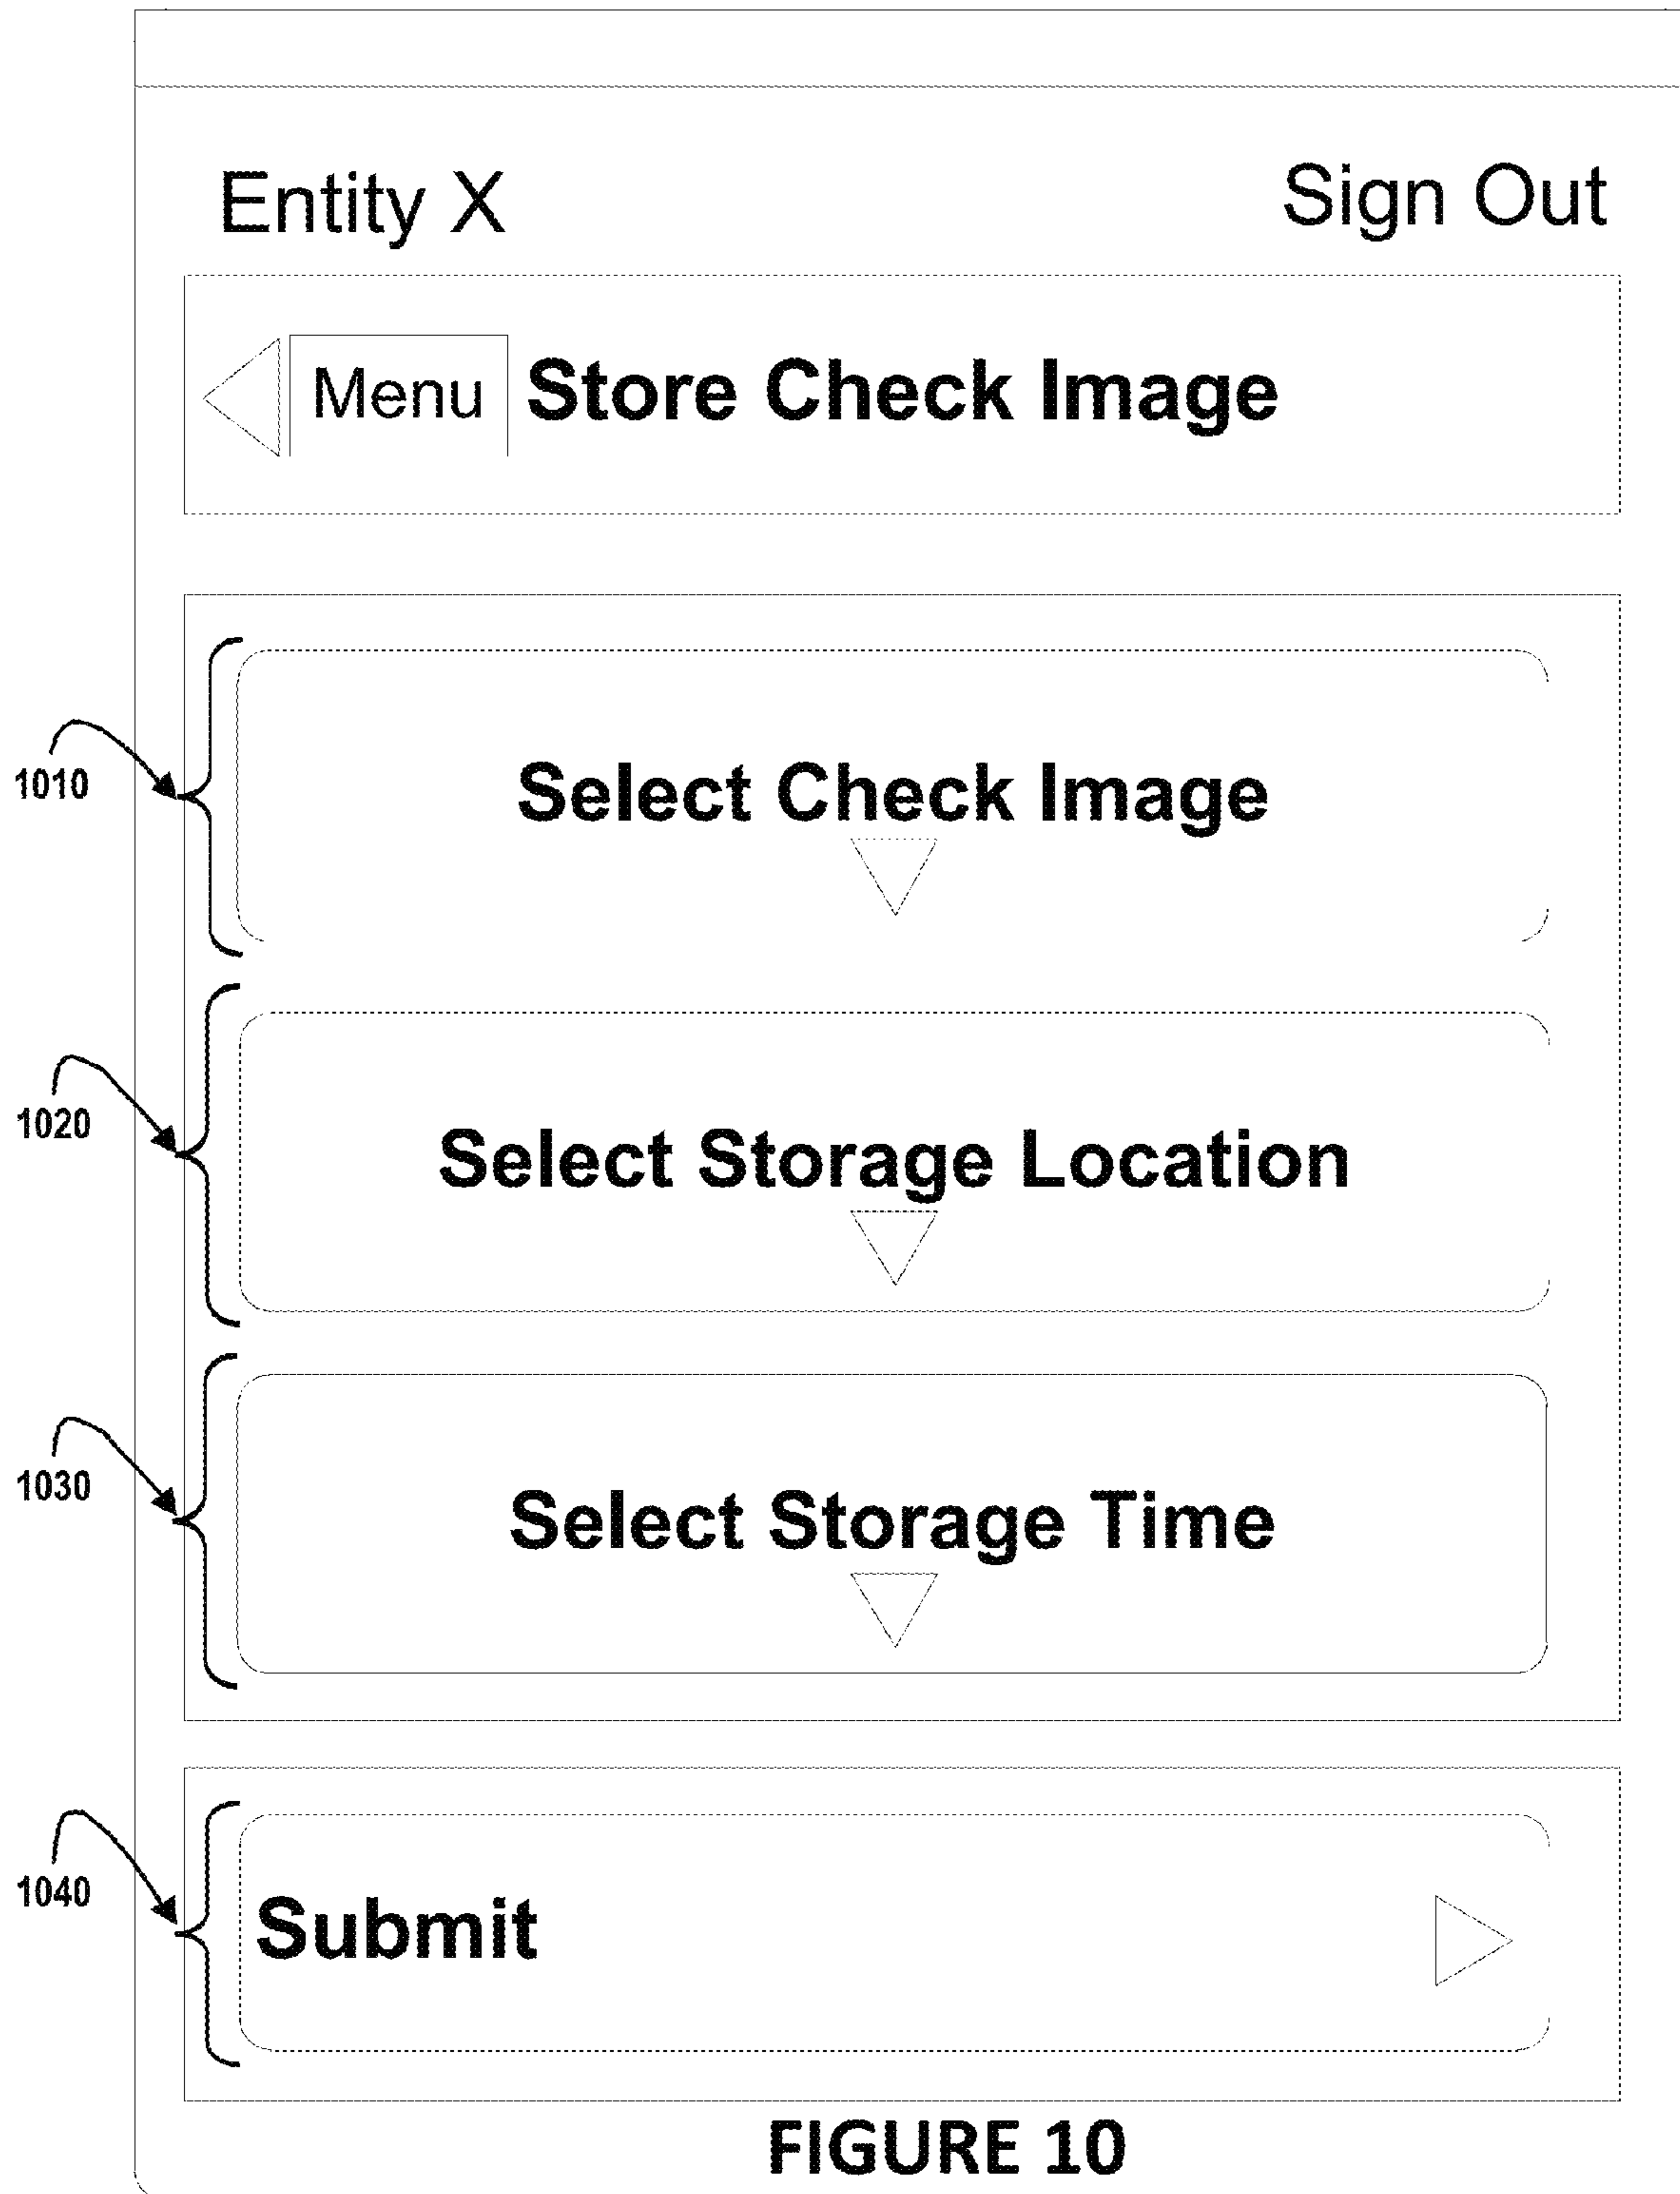 Entity X Sign Out
Menu Store Check Image
1010
Select Check Image
1020
Select Storage Location
1030
Select Storage Time
1040
Submit
FIGURE 10